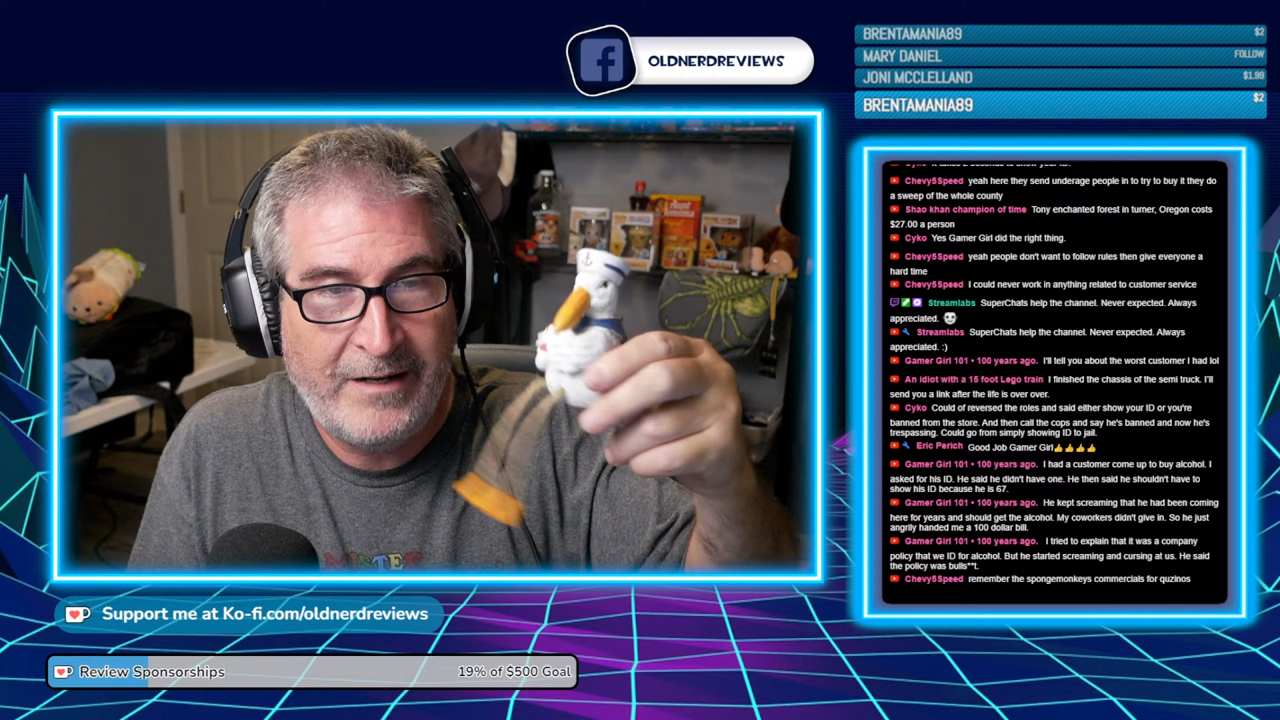 OLDNERDREVIEWS
BRENTAMANIA89 $2
MARY DANIEL FOLLOW
JONI MCCLELLAND $1.99
BRENTAMANIA89 $2
Chevy5Speed yeah here they send underage people in to try to buy it they do
a sweep of the whole county
Shao khan champion of time Tony enchanted forest in turner, Oregon costs
$27.00 a person
Cyko Yes Gamer Girl did the right thing.
Chevy5Speed yeah people don't want to follow rules then give everyone a
hard time
Chevy5Speed I could never work in anything related to customer service
Streamlabs SuperChats help the channel. Never expected. Always
appreciated.
Streamlabs SuperChats help the channel. Never expected. Always
appreciated. :)
Gamer Girl 101 • 100 years ago. I'll tell you about the worst customer I had lol
An idiot with a 15 foot Lego train I finished the chassis of the semi truck. I'll
send you a link after the life is over over.
Cyko Could of reversed the roles and said either show your ID or you're
banned from the store. And then call the cops and say he's banned and now he's
trespassing. Could go from simply showing ID to jail.
Eric Perich Good Job Gamer Girl👍👍👍👍
Gamer Girl 101 • 100 years ago. I had a customer come up to buy alcohol. I
asked for his ID. He said he didn't have one. He then said he shouldn't have to
show his ID because he is 67.
Gamer Girl 101 • 100 years ago. He kept screaming that he had been coming
here for years and should get the alcohol. My coworkers didn't give in. So he just
angrily handed me a 100 dollar bill.
Gamer Girl 101 • 100 years ago. I tried to explain that it was a company
policy that we ID for alcohol. But he started screaming and cursing at us. He said
the policy was bulls**t.
Chevy5Speed remember the spongemonkeys commercials for quzinos
MISTER
Support me at Ko-fi.com/oldnerdreviews
Review Sponsorships 19% of $500 Goal